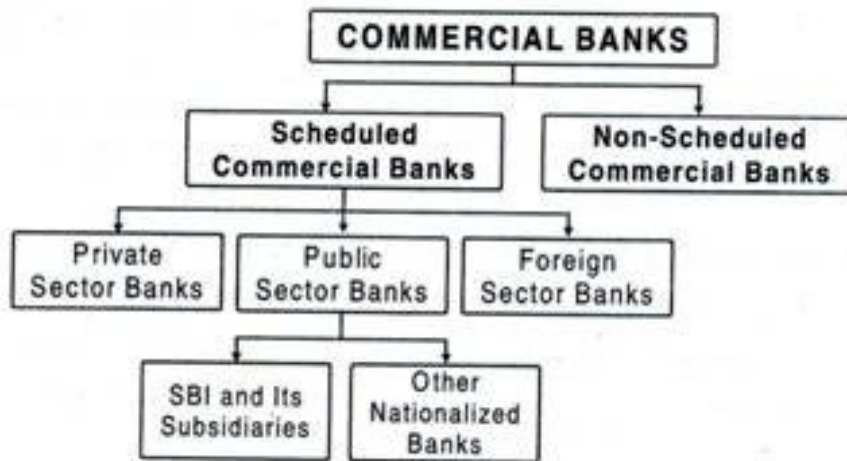 COMMERCIAL BANKS
Scheduled
Commercial Banks
Non-Scheduled
Commercial Banks
Private
Sector Banks
Public
Sector Banks
Foreign
Sector Banks
SBI and Its
Subsidiaries
Other
Nationalized
Banks